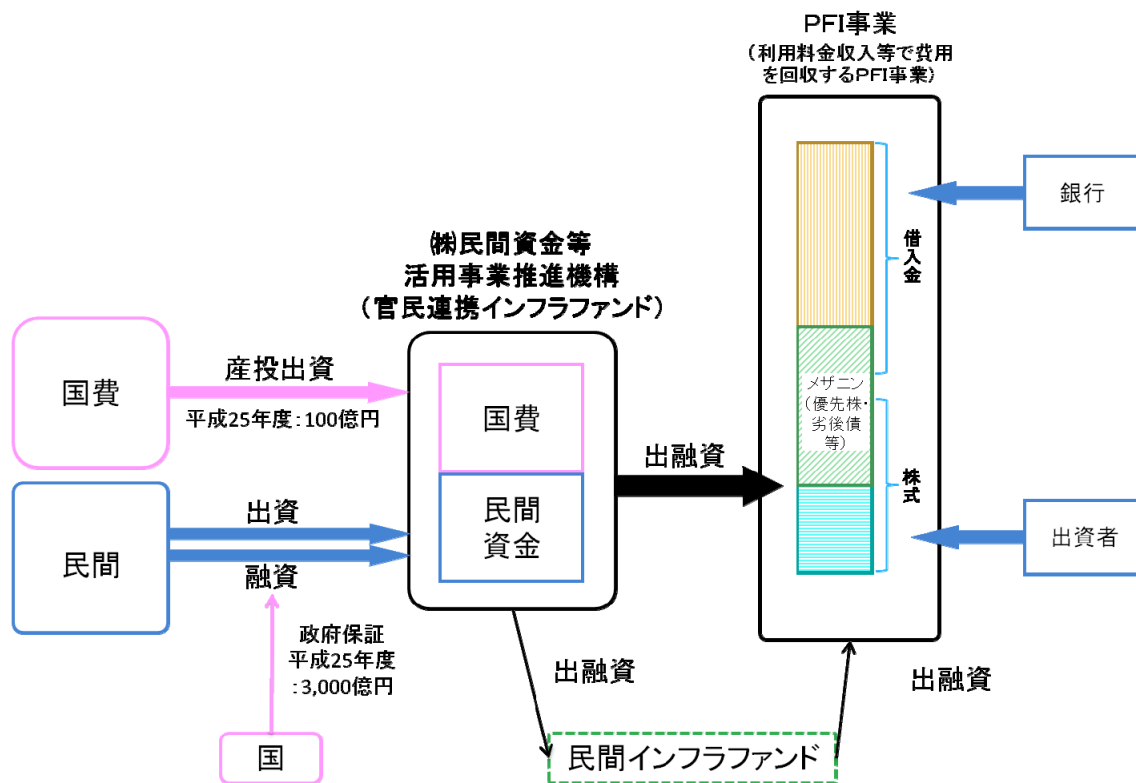 PFI事業
（利用料金収入等で費用
を回収するPFI事業）
銀行
借入金
㈱民間資金等
活用事業推進機構
（官民連携インフラファンド）
国費
産投出資
平成25年度：100億円
国費
メザニン
（優先株・
劣後債
等）
出融資
株式
民間
出資
融資
民間
資金
出資者
政府保証
平成25年度
：3,000億円
出融資
出融資
国
民間インフラファンド